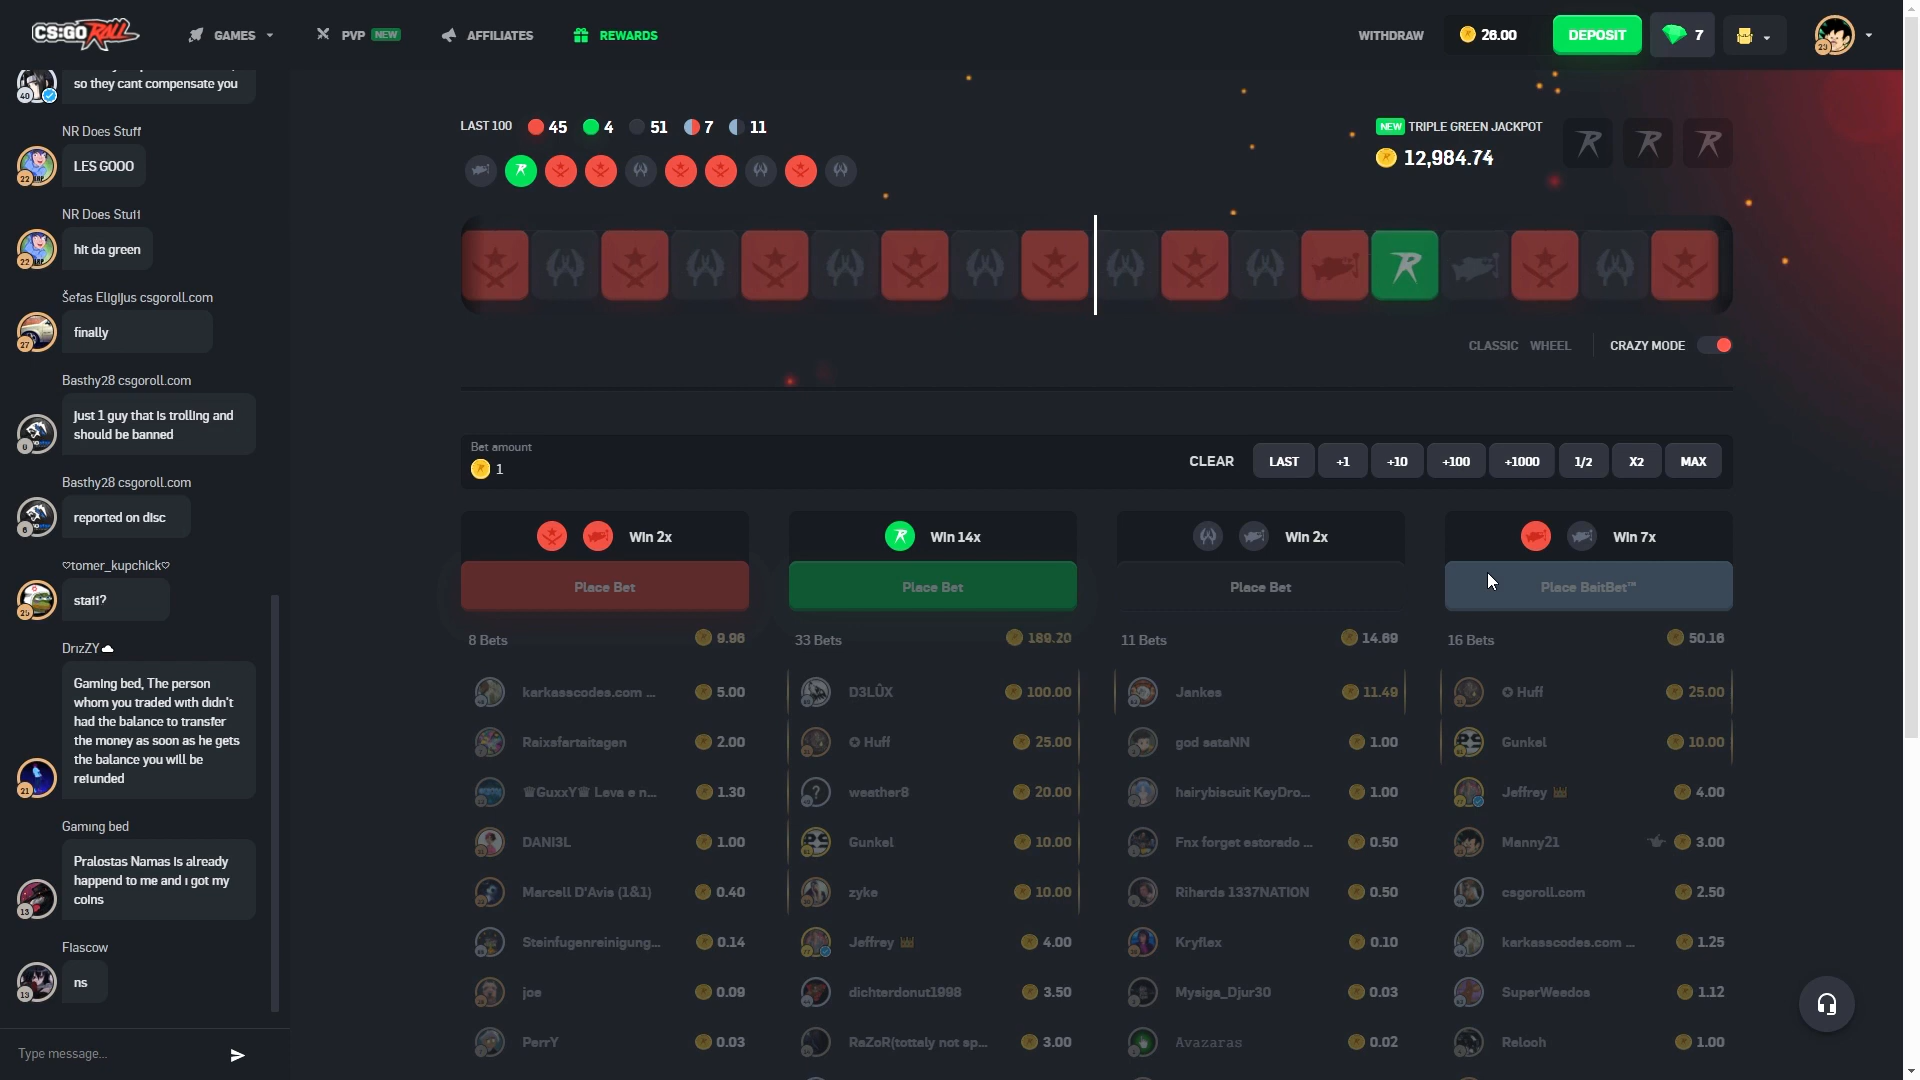 CS:GO ROLL
GAMES
PVP NEW
AFFILIATES
REWARDS
WITHDRAW
26.00
DEPOSIT
7
23
so they cant compensate you
40
NR Does Stuff
LES GOOO
22
NR Does Stuff
hit da green
22
Šefas Eligijus csgoroll.com
finally
27
Basthy28 csgoroll.com
just 1 guy that is trolling and
should be banned
Basthy28 csgoroll.com
reported on disc
♡tomer_kupchick♡
staff?
DrizZY☁
Gaming bed, The person
whom you traded with didn't
had the balance to transfer
the money as soon as he gets
the balance you will be
refunded
21
Gaming bed
Pralostas Namas is already
happend to me and i got my
coins
13
Flascow
ns
13
Type message...
LAST 100 45 4 51 7 11
NEW TRIPLE GREEN JACKPOT
12,984.74
CLASSIC WHEEL CRAZY MODE
Bet amount
1
CLEAR LAST +1 +10 +100 +1000 1/2 X2 MAX
Win 2x
Place Bet
8 Bets 9.96
karkasscodes.com ... 5.00
Raixsfartaitagen 2.00
♕GuxxY♕ Leva e n... 1.30
DANI3L 1.00
Marcell D'Avis (1&1) 0.40
Steinfugenreinigung... 0.14
joe 0.09
PerrY 0.03
Win 14x
Place Bet
33 Bets 189.20
D3LÛX 100.00
✪ Huff 25.00
weather8 20.00
Gunkel 10.00
zyke 10.00
Jeffrey 4.00
dichterdonut1998 3.50
RaZoR(tottaly not sp... 3.00
Win 2x
Place Bet
11 Bets 14.69
Jankes 11.49
god sataNN 1.00
hairybiscuit KeyDro... 1.00
Fnx forget estorado ... 0.50
Rihards 1337NATION 0.50
Kryflex 0.10
Mysiga_Djur30 0.03
Avazaras 0.02
Win 7x
Place BaitBet™
16 Bets 50.16
✪ Huff 25.00
Gunkel 10.00
Jeffrey 4.00
Manny21 3.00
csgoroll.com 2.50
karkasscodes.com ... 1.25
SuperWeedos 1.12
Relooh 1.00